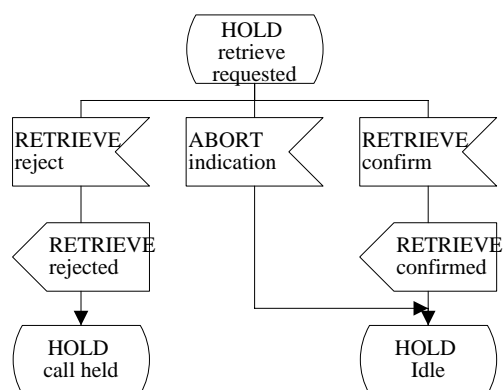 HOLD
retrieve
requested
RETRIEVE
reject
ABORT
indication
RETRIEVE
confirm
RETRIEVE
rejected
RETRIEVE
confirmed
HOLD
call held
HOLD
Idle